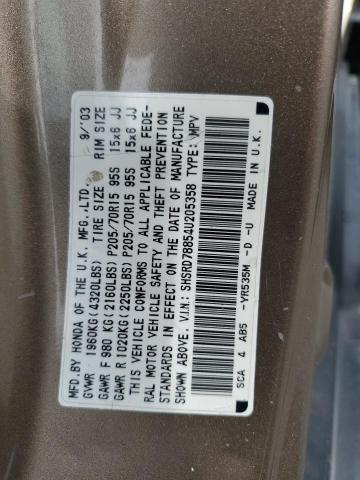 MFD.BY HONDA OF THE U.K. MFG.,LTD. 9/'03
GVWR 1960KG(4320LBS) TIRE SIZE RIM SIZE
GAWR F 980 KG(2160LBS) P205/70R15 95S 15x6 JJ
GAWR R 1020KG(2250LBS) P205/70R15 95S 15x6 JJ
THIS VEHICLE CONFORMS TO ALL APPLICABLE FEDE-
RAL MOTOR VEHICLE SAFETY AND THEFT PREVENTION
STANDARDS IN EFFECT ON THE DATE OF MANUFACTURE
SHOWN ABOVE. V.I.N: SHSRD78854U205358 TYPE: MPV
SCA 4 AB5 -YR535M -D -U MADE IN U.K.